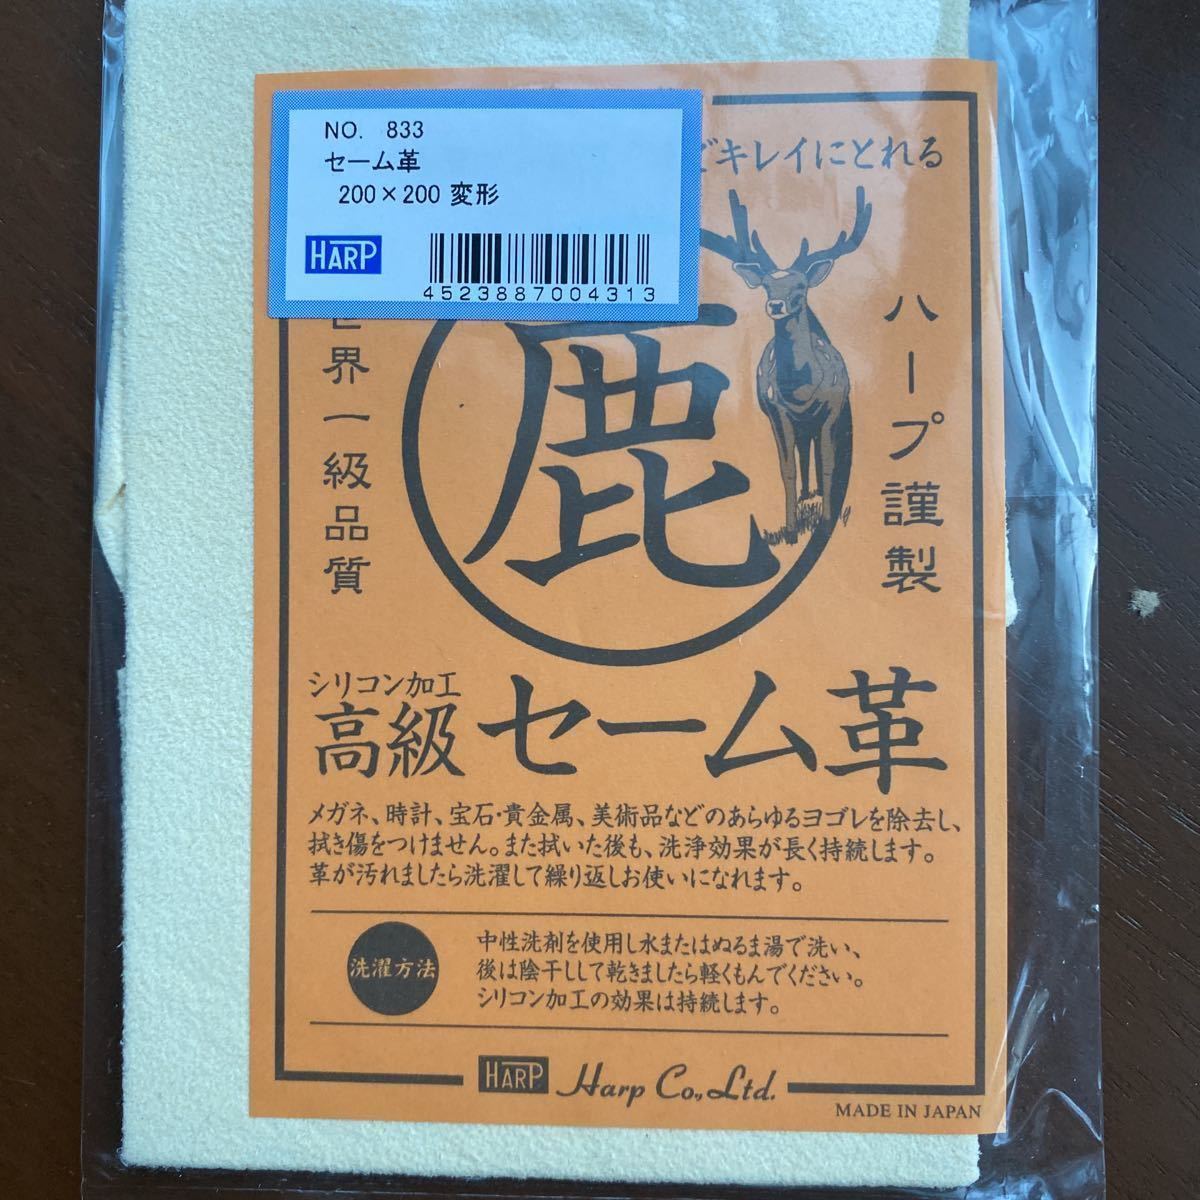 NO. 833
セーム革
200×200 変形
HARP
4523887004313
キレイにとれる
ハープ謹製
鹿
界一級品質
シリコン加工
高級セーム革
メガネ、時計、宝石・貴金属、美術品などのあらゆるヨゴレを除去し、
拭き傷をつけません。また拭いた後も、洗浄効果が長く持続します。
革が汚れましたら洗濯して繰り返しお使いになれます。
洗濯方法
中性洗剤を使用し水またはぬるま湯で洗い、
後は陰干しして乾きましたら軽くもんでください。
シリコン加工の効果は持続します。
HARP Harp Co., Ltd.
MADE IN JAPAN